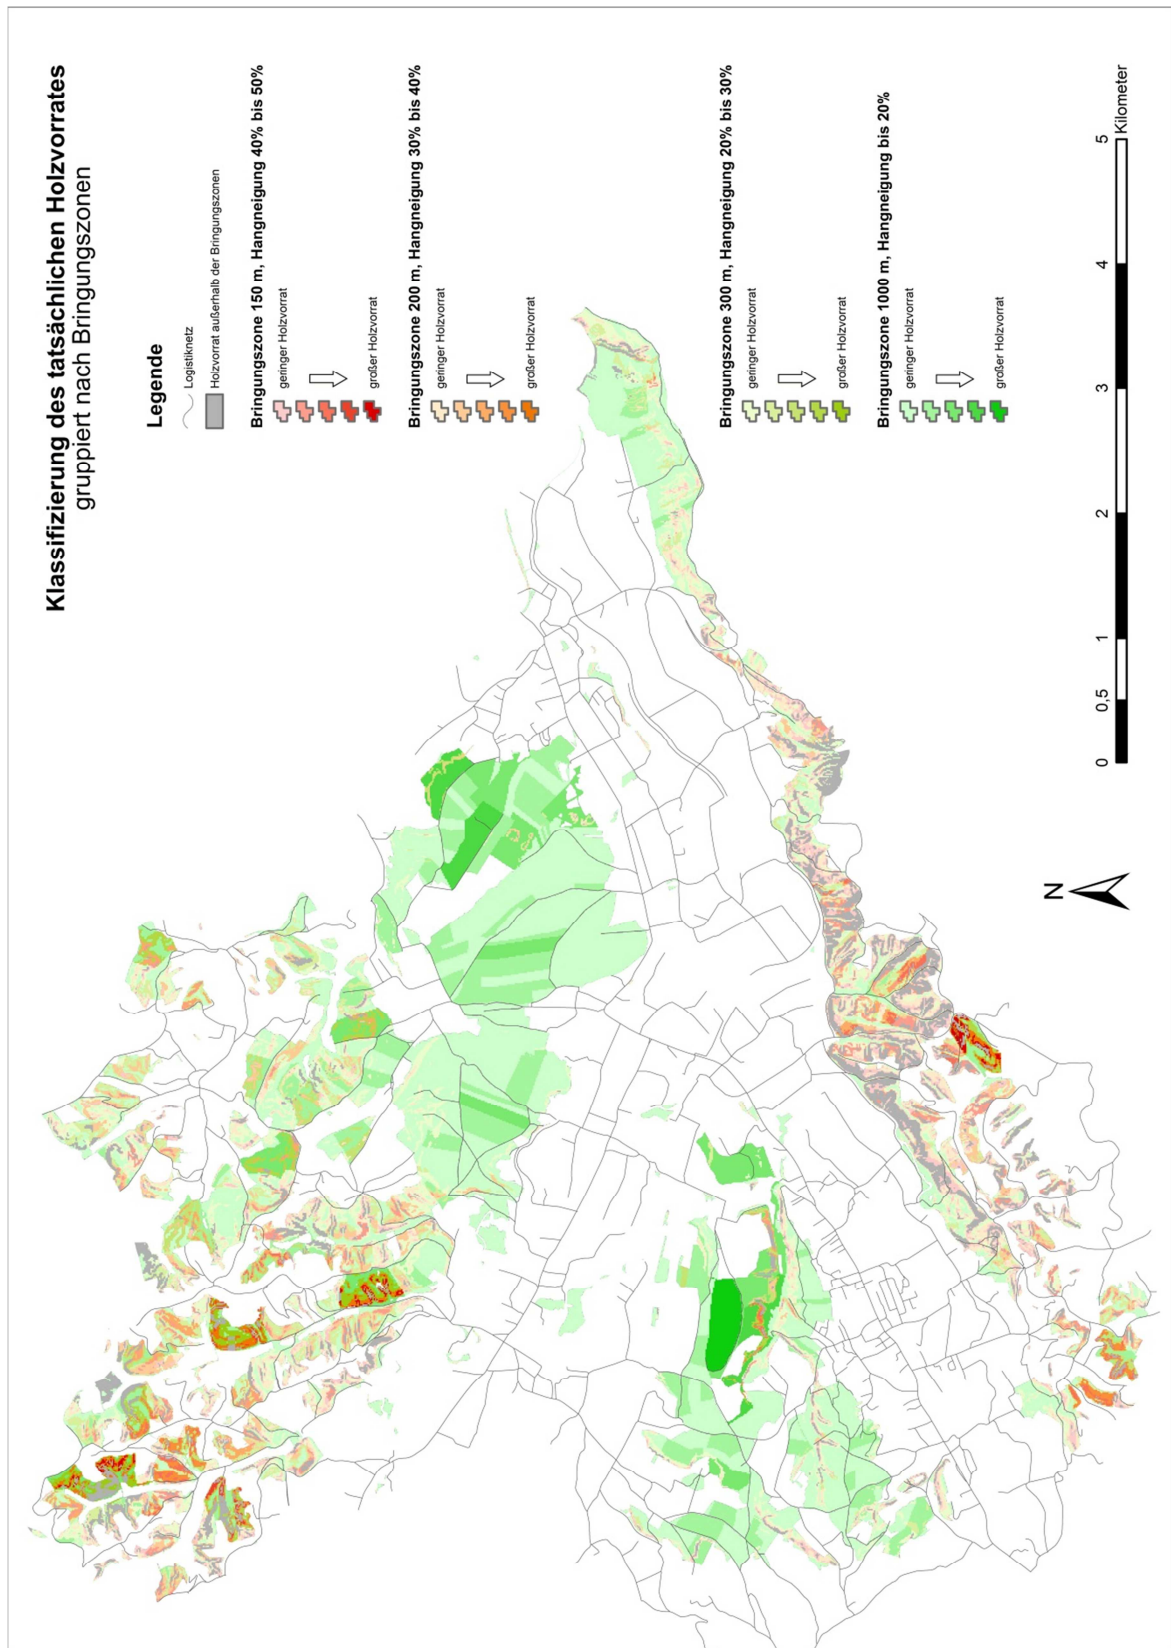 Klassifizierung des tatsächlichen Holzvorrates
gruppiert nach Bringungszonen
Legende
Logistiknetz
Holzvorrat außerhalb der Bringungszonen
Bringungszone 150 m, Hangneigung 40% bis 50%
geringer Holzvorrat
großer Holzvorrat
Bringungszone 200 m, Hangneigung 30% bis 40%
geringer Holzvorrat
großer Holzvorrat
Bringungszone 300 m, Hangneigung 20% bis 30%
geringer Holzvorrat
großer Holzvorrat
Bringungszone 1000 m, Hangneigung bis 20%
geringer Holzvorrat
großer Holzvorrat
N
0 0,5 1 2 3 4 5
Kilometer